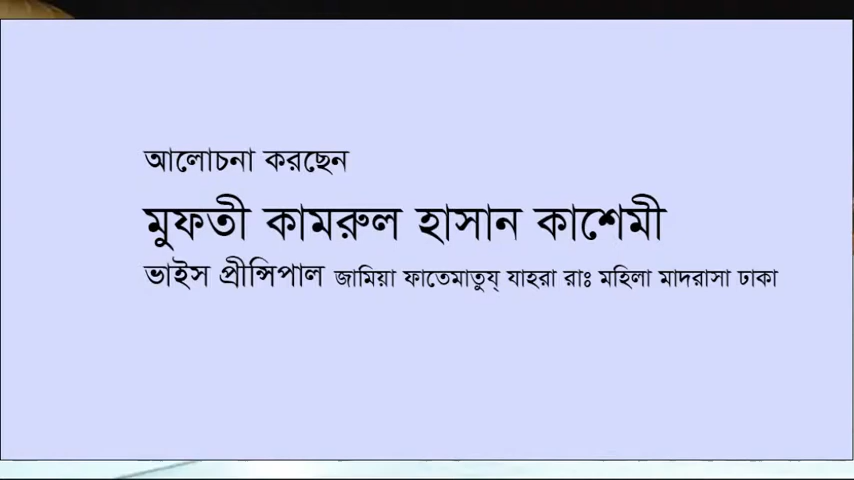 আলোচনা করছেন
মুফতী কামরুল হাসান কাশেমী
ভাইস প্রীন্সিপাল জামিয়া ফাতেমাতুয্ যাহরা রাঃ মহিলা মাদরাসা ঢাকা